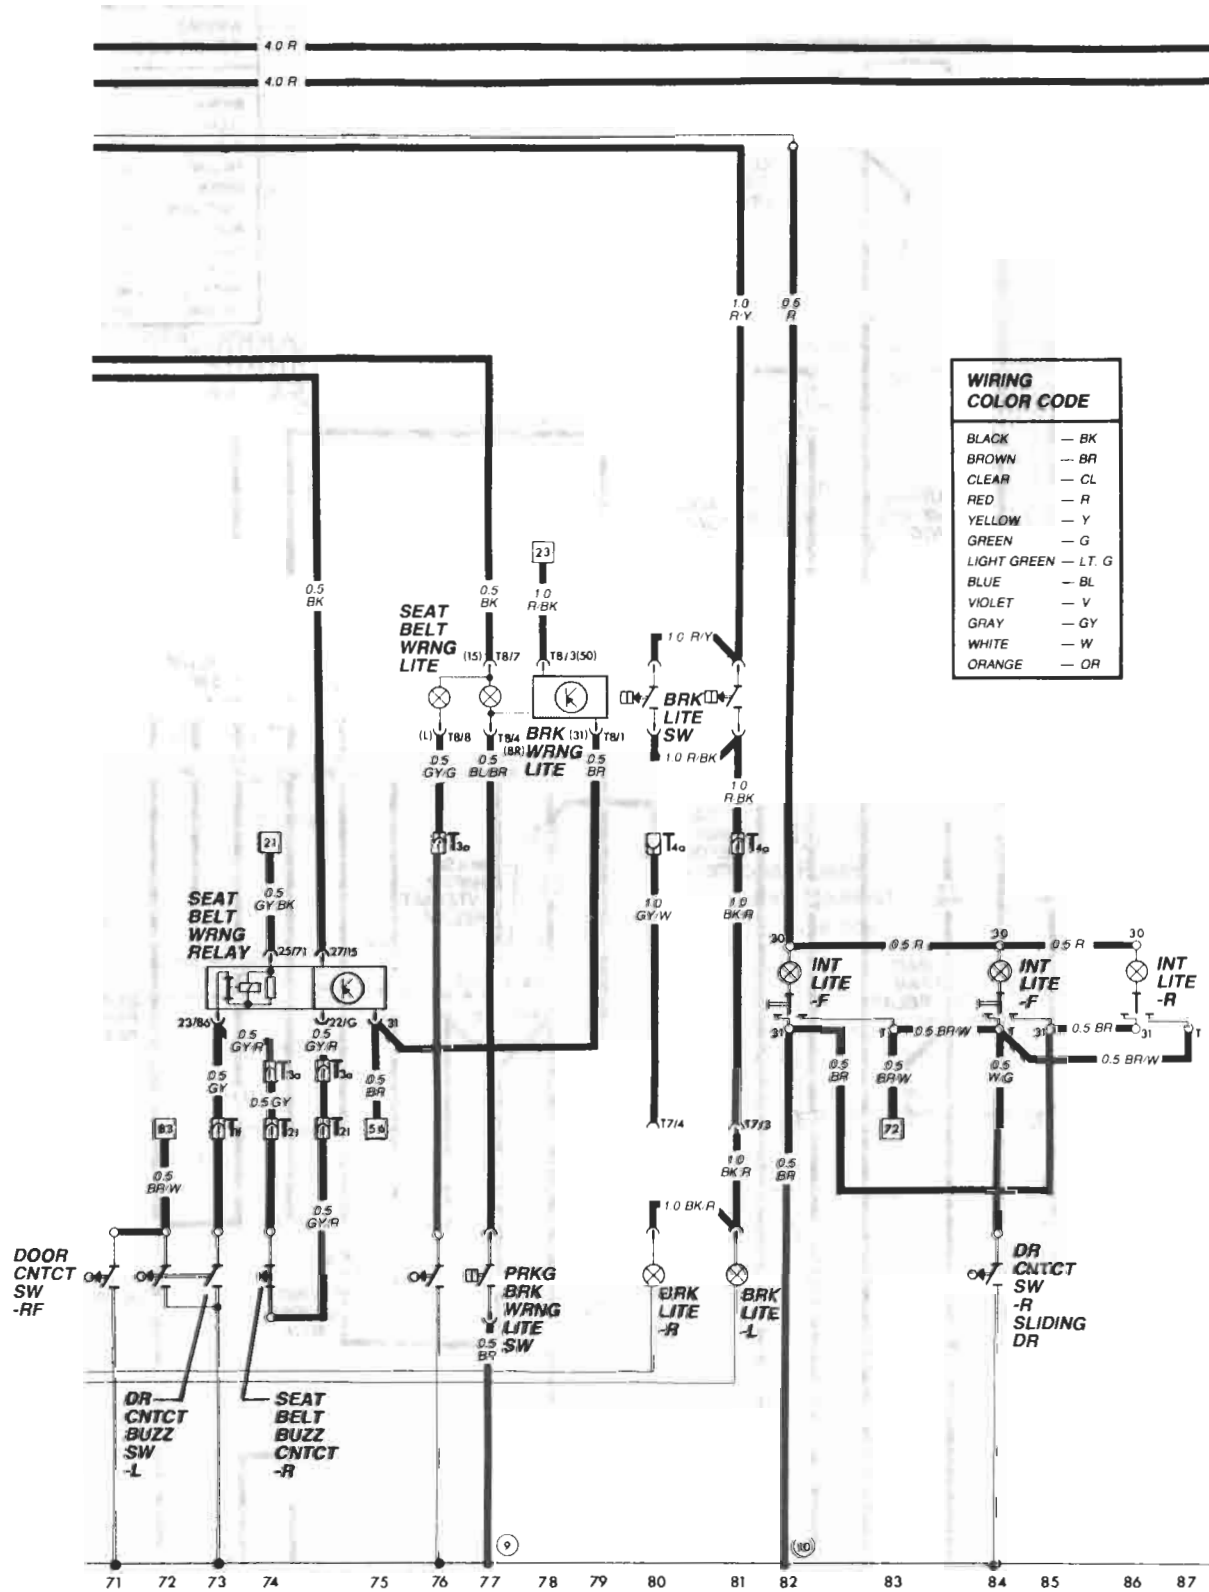 4.0 R
4.0 R
1.0
R/Y
0.5
R
WIRING
COLOR CODE
BLACK — BK
BROWN — BR
CLEAR — CL
RED — R
YELLOW — Y
GREEN — G
LIGHT GREEN — LT. G
BLUE — BL
VIOLET — V
GRAY — GY
WHITE — W
ORANGE — OR
23
0.5
BK
0.5
BK
1.0
R/BK
SEAT
BELT
WRNG
LITE
(15) T8/7
T8/3(50)
1.0 R/Y
BRK
LITE
SW
(L) T8/8
T8/4
(BR)
BRK
WRNG
LITE
(31) T8/1
0.5
GY/G
0.5
BL/BR
0.5
BR
1.0 R/BK
1.0
R/BK
21
T3a
T4a
T4a
SEAT
BELT
WRNG
RELAY
0.5
GY/BK
1.0
GY/W
1.0
BK/R
25/71
27/15
30
0.5 R
30
0.5 R
30
INT
LITE
-F
INT
LITE
-F
INT
LITE
-R
23/86
22/G
31
0.5
GY/R
0.5
GY/R
31
T
0.5 BR/W
T
31
0.5 BR
31
T
0.5 BR/W
0.5
GY
T3a
T3a
0.5
BR
0.5
BR
0.5
BR/W
0.5
W/G
0.5 GY
83
T1f
T2i
T2i
56
T7/4
T7/3
72
0.5
BR/W
1.0
BK/R
0.5
BR
0.5
GY/R
1.0 BK/R
DOOR
CNTCT
SW
-RF
PRKG
BRK
WRNG
LITE
SW
BRK
LITE
-R
BRK
LITE
-L
DR
CNTCT
SW
-R
SLIDING
DR
0.5
BR
DR
CNTCT
BUZZ
SW
-L
SEAT
BELT
BUZZ
CNTCT
-R
9
10
71 72 73 74 75 76 77 78 79 80 81 82 83 84 85 86 87